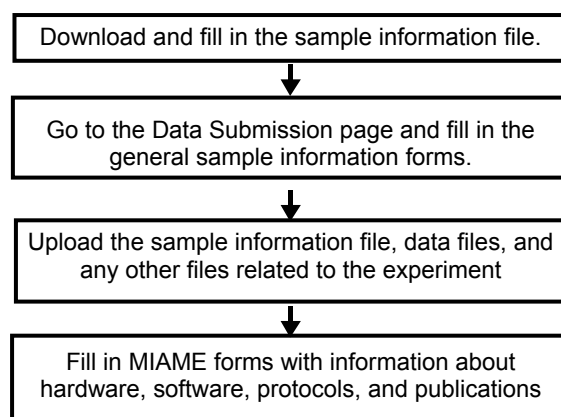 Download and fill in the sample information file.
Go to the Data Submission page and fill in the
general sample information forms.
Upload the sample information file, data files, and
any other files related to the experiment
Fill in MIAME forms with information about
hardware, software, protocols, and publications